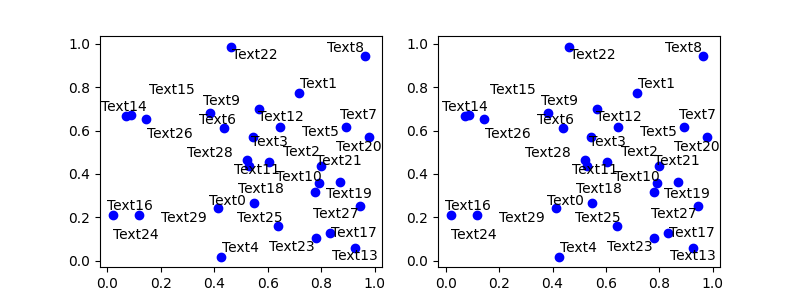 1.0
0.8
0.6
0.4
0.2
0.0
0.0 0.2 0.4 0.6 0.8 1.0
Text22
Text8
Text15
Text1
Text14
Text9
Text6
Text12
Text7
Text26
Text3
Text5
Text20
Text28
Text2
Text21
Text11
Text10
Text18
Text19
Text16
Text0
Text29
Text25
Text27
Text24
Text4
Text23
Text17
Text13
1.0
0.8
0.6
0.4
0.2
0.0
0.0 0.2 0.4 0.6 0.8 1.0
Text22
Text8
Text15
Text1
Text14
Text9
Text6
Text12
Text7
Text26
Text3
Text5
Text20
Text28
Text2
Text21
Text11
Text10
Text18
Text19
Text16
Text0
Text29
Text25
Text27
Text24
Text4
Text23
Text17
Text13